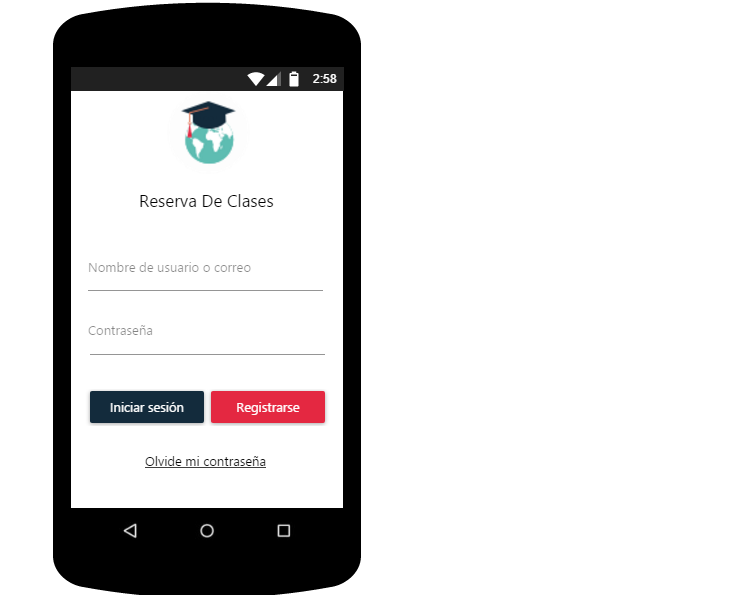 2:58
Reserva De Clases
Nombre de usuario o correo
Contraseña
Iniciar sesión Registrarse
Olvide mi contraseña